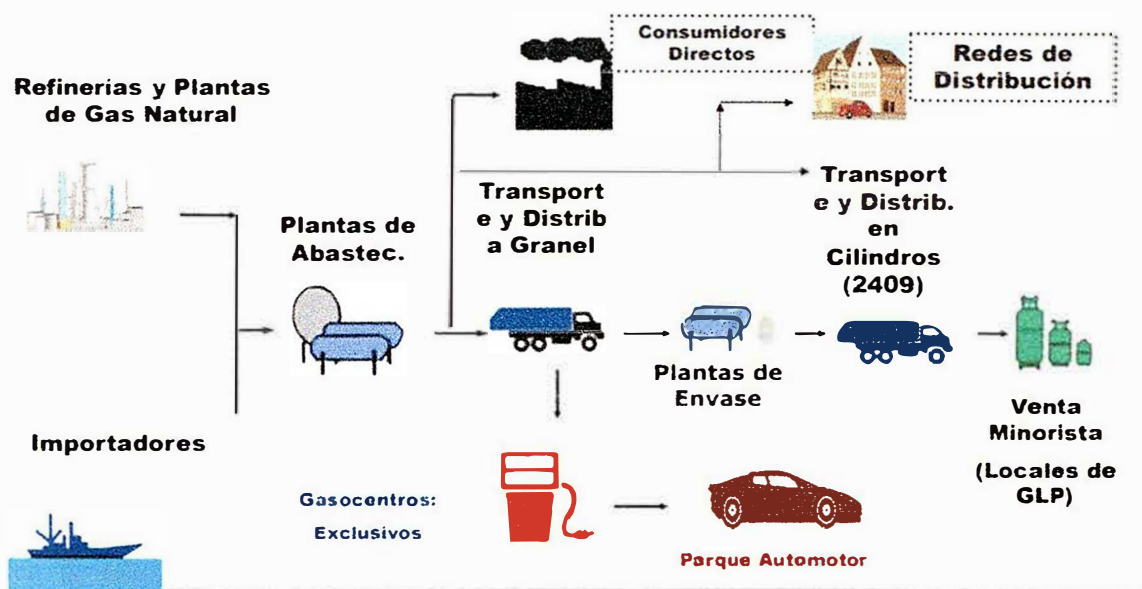 Consumidores
Directos
Redes de
Distribución
Refinerías y Plantas
de Gas Natural
Transport
e y Distrib
a Granel
Transport
e y Distrib.
en
Cilindros
(2409)
Plantas de
Abastec.
Plantas de
Envase
Venta
Minorista
(Locales de
GLP)
Importadores
Gasocentros:
Exclusivos
Parque Automotor